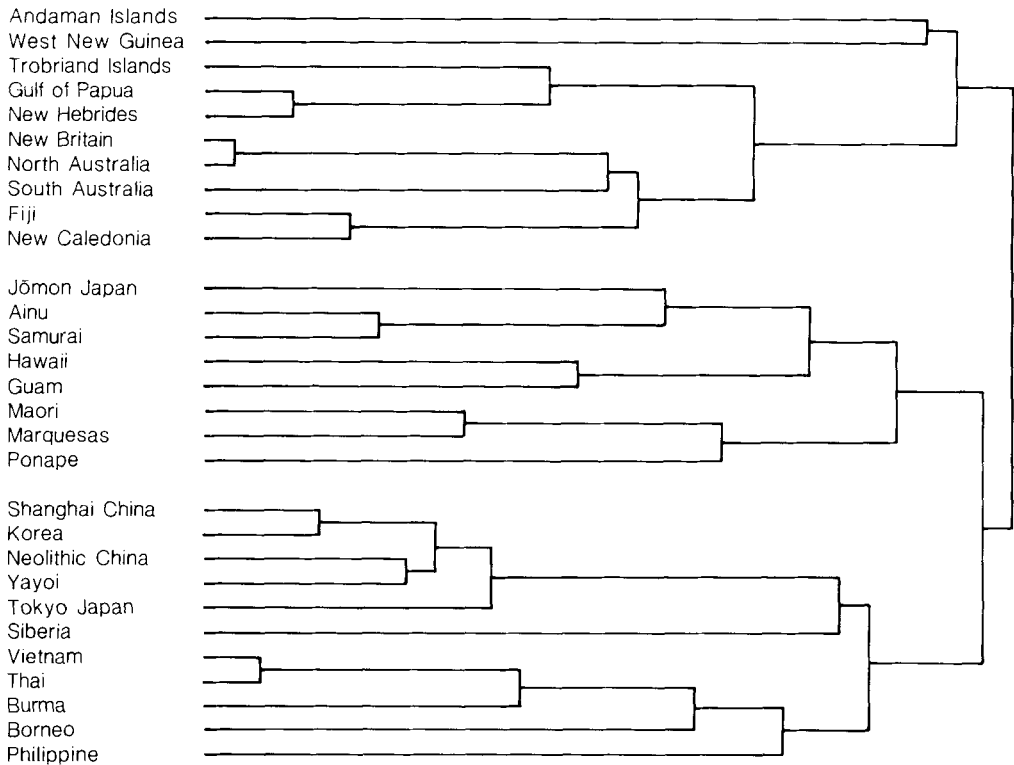 Andaman Islands
West New Guinea
Trobriand Islands
Gulf of Papua
New Hebrides
New Britain
North Australia
South Australia
Fiji
New Caledonia
Jōmon Japan
Ainu
Samurai
Hawaii
Guam
Maori
Marquesas
Ponape
Shanghai China
Korea
Neolithic China
Yayoi
Tokyo Japan
Siberia
Vietnam
Thai
Burma
Borneo
Philippine